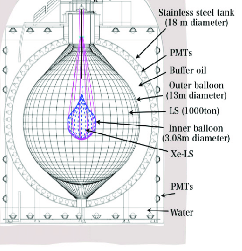 Stainless steel tank
(18 m diameter)
PMTs
Buffer oil
Outer balloon
(13m diameter)
LS (1000ton)
Inner balloon
(3.08m diameter)
Xe-LS
PMTs
Water